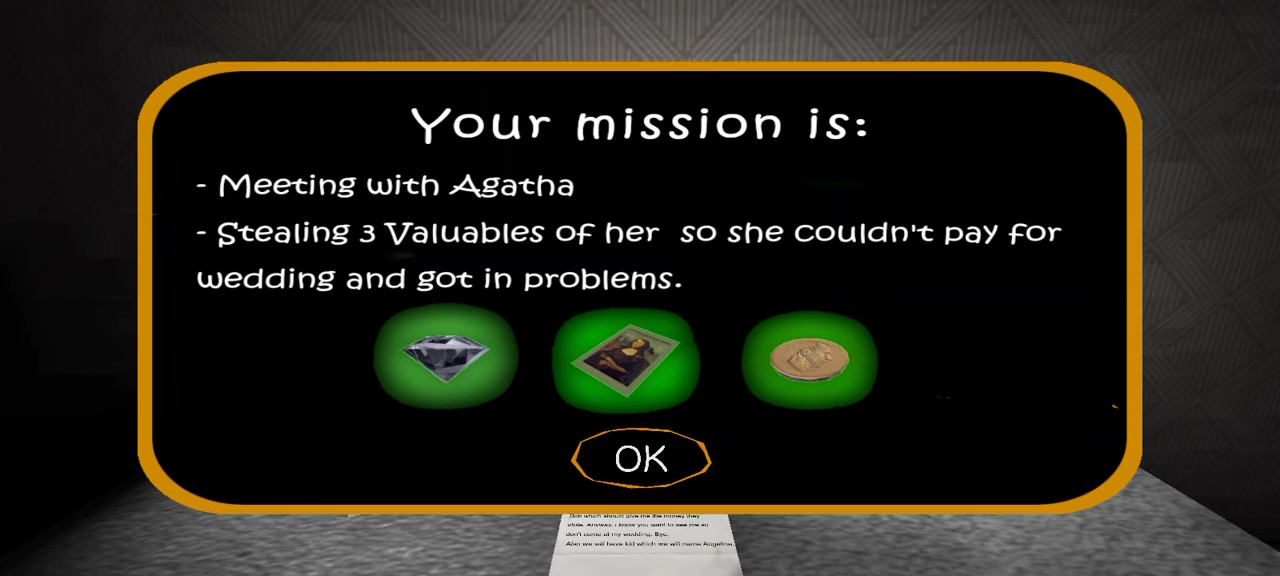 Your mission is:
- Meeting with Agatha
- Stealing 3 Valuables of her so she couldn't pay for
wedding and got in problems.
OK
Bob which should give me the money they
stole. Anyway, I know you want to see me so
don't come at my wedding. Bye.
Also we will have kid which we will name Angelina.